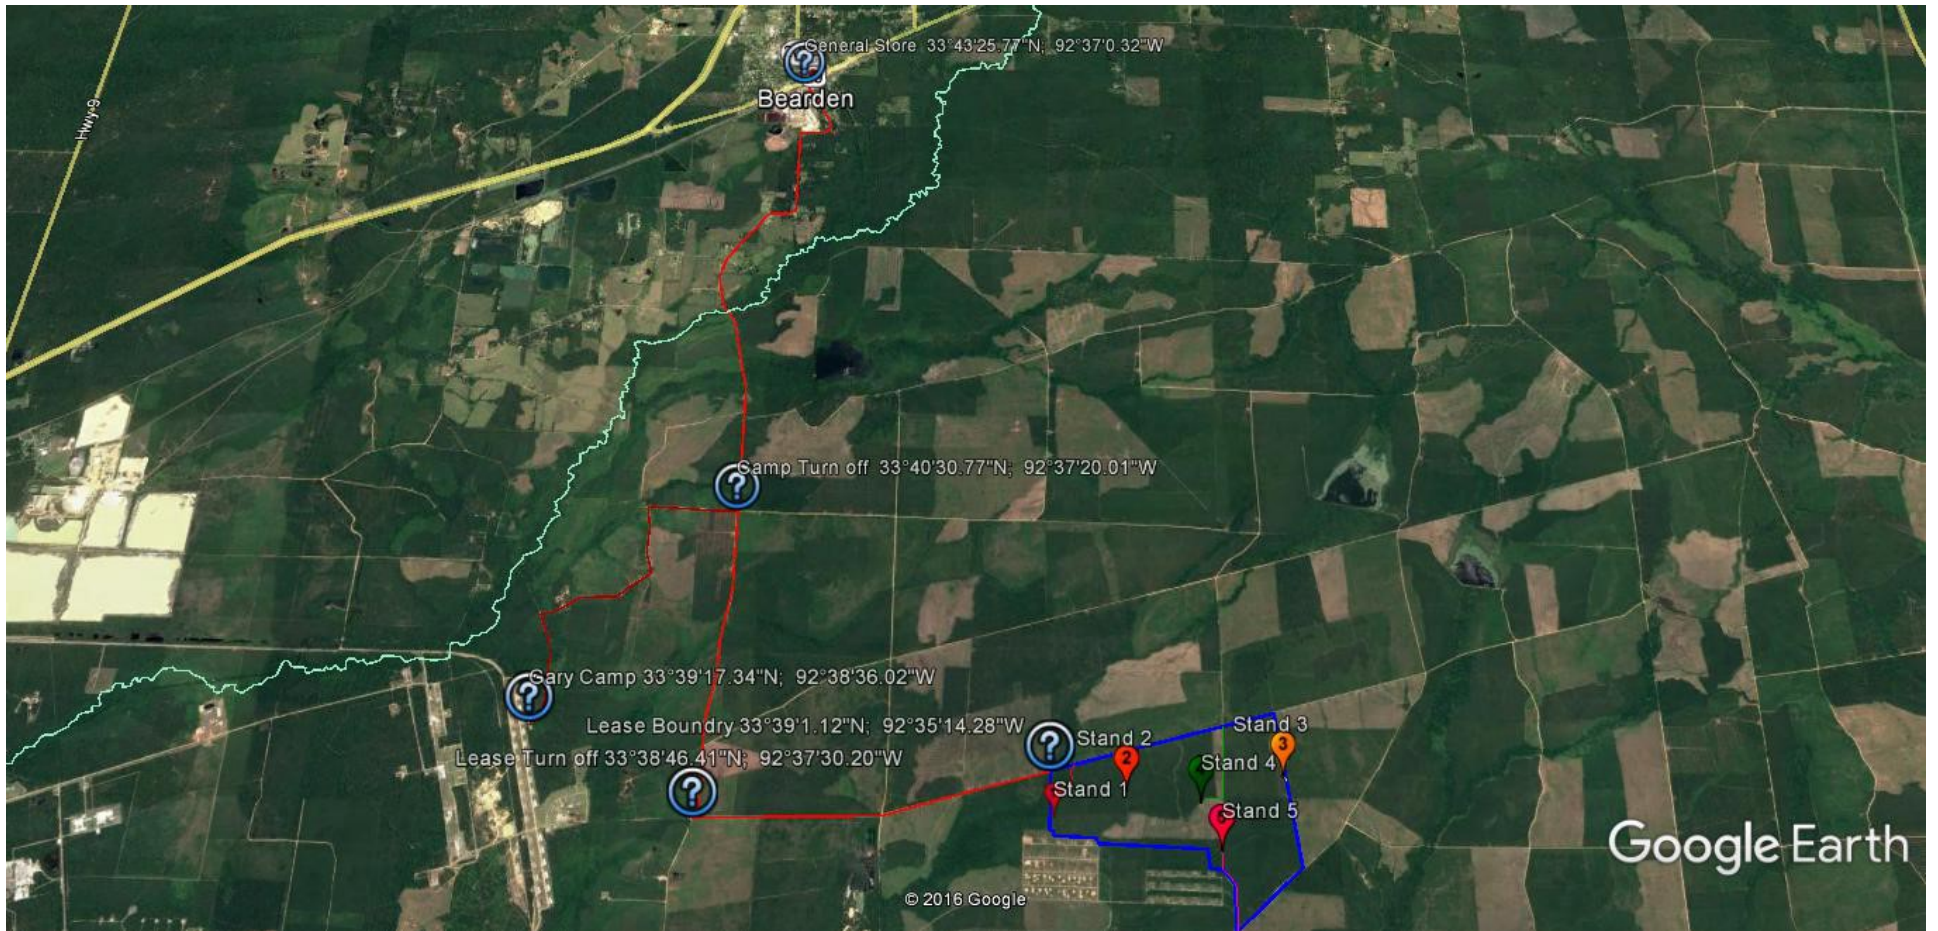 General Store 33°43'25.77"N; 92°37'0.32"W
Bearden
Hwy 9
Camp Turn off 33°40'30.77"N; 92°37'20.01"W
Gary Camp 33°39'17.34"N; 92°38'36.02"W
Lease Boundry 33°39'1.12"N; 92°35'14.28"W
Stand 2
Stand 3
Lease Turn off 33°38'46.41"N; 92°37'30.20"W
2
3
Stand 4
Stand 1
Stand 5
Google Earth
© 2016 Google